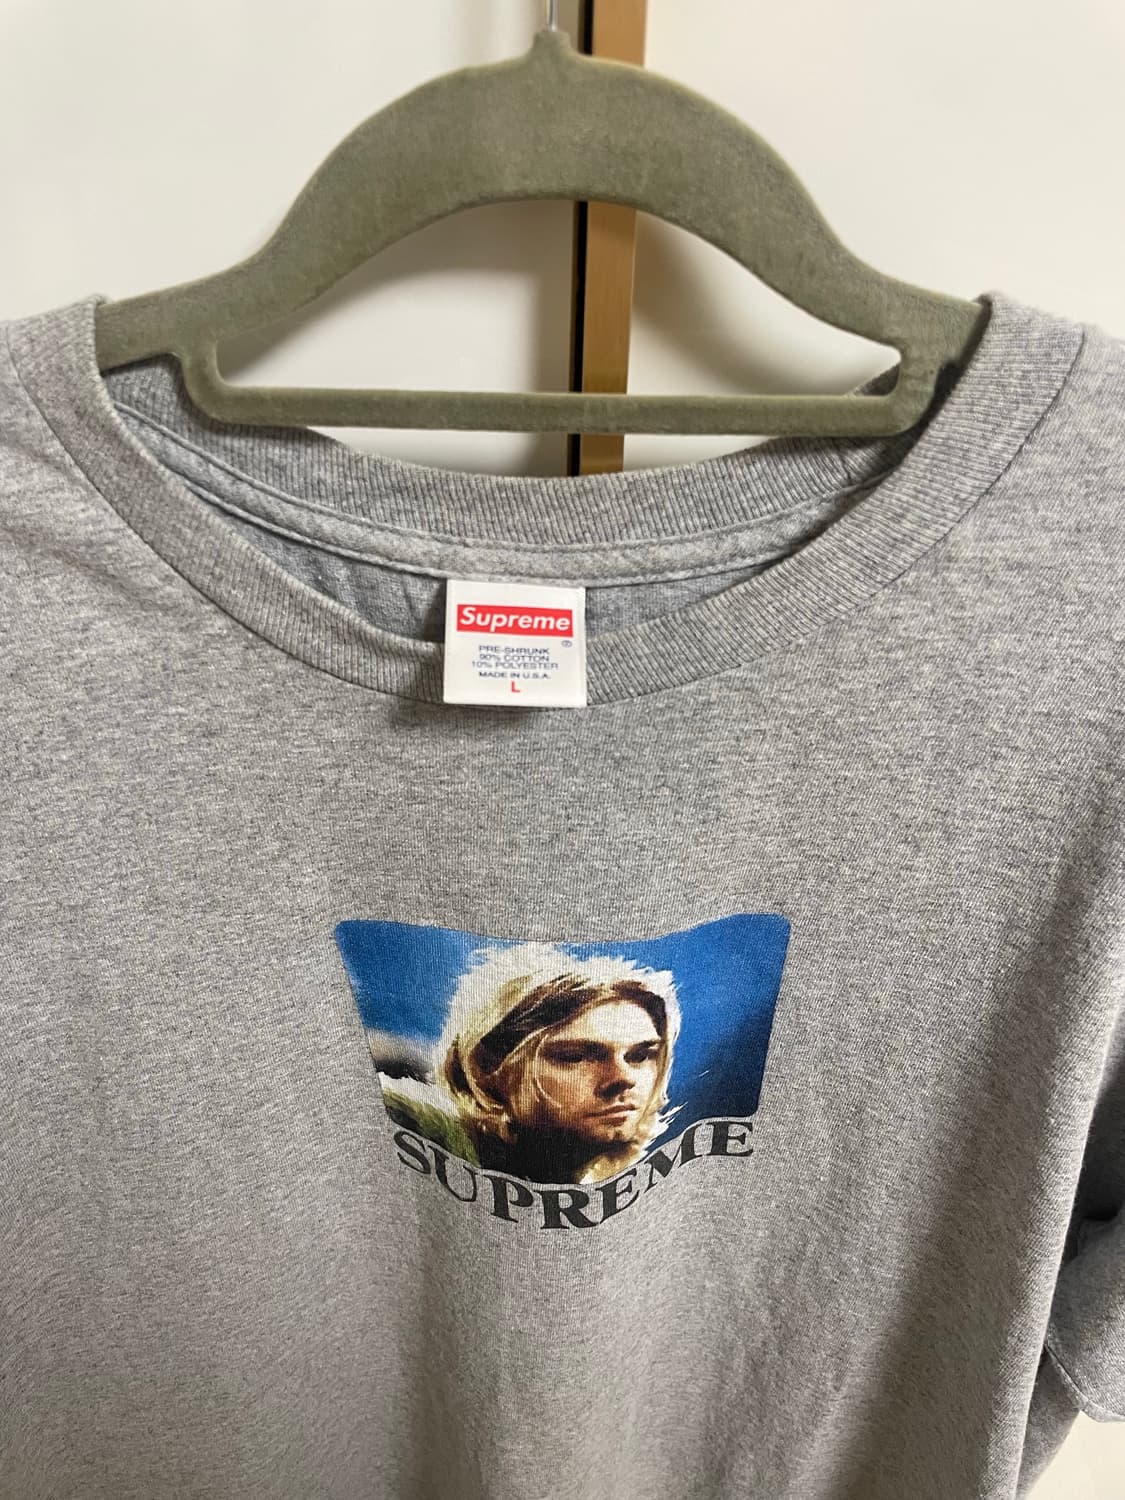 Supreme
®
PRE-SHRUNK
90% COTTON
10% POLYESTER
MADE IN U.S.A.
L
SUPREME